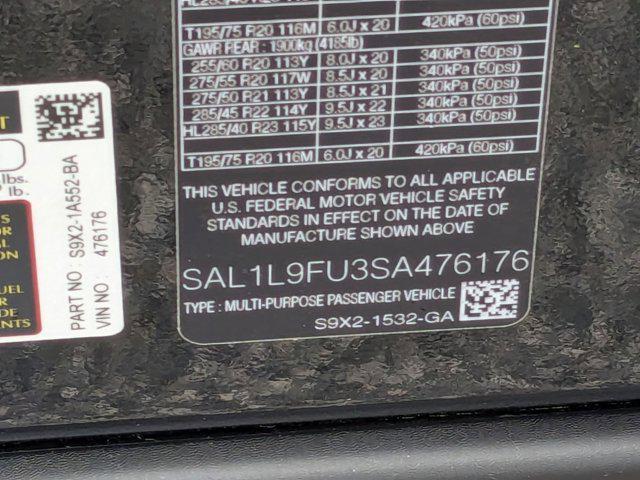 T195/75 R20 116M 6.0J x 20 420kPa (60psi)
GAWR REAR : 1900kg (4185lb)
255/60 R20 113Y 8.0J x 20 340kPa (50psi)
275/55 R20 117W 8.5J x 20 340kPa (50psi)
275/50 R21 113Y 8.5J x 21 340kPa (50psi)
285/45 R22 114Y 9.5J x 22 340kPa (50psi)
HL285/40 R23 115Y 9.5J x 23 340kPa (50psi)
T195/75 R20 116M 6.0J x 20 420kPa (60psi)
THIS VEHICLE CONFORMS TO ALL APPLICABLE
U.S. FEDERAL MOTOR VEHICLE SAFETY
STANDARDS IN EFFECT ON THE DATE OF
MANUFACTURE SHOWN ABOVE
SAL1L9FU3SA476176
TYPE : MULTI-PURPOSE PASSENGER VEHICLE
S9X2-1532-GA
PART NO : S9X2-1A552-BA
VIN NO : 476176
lbs.
lb.